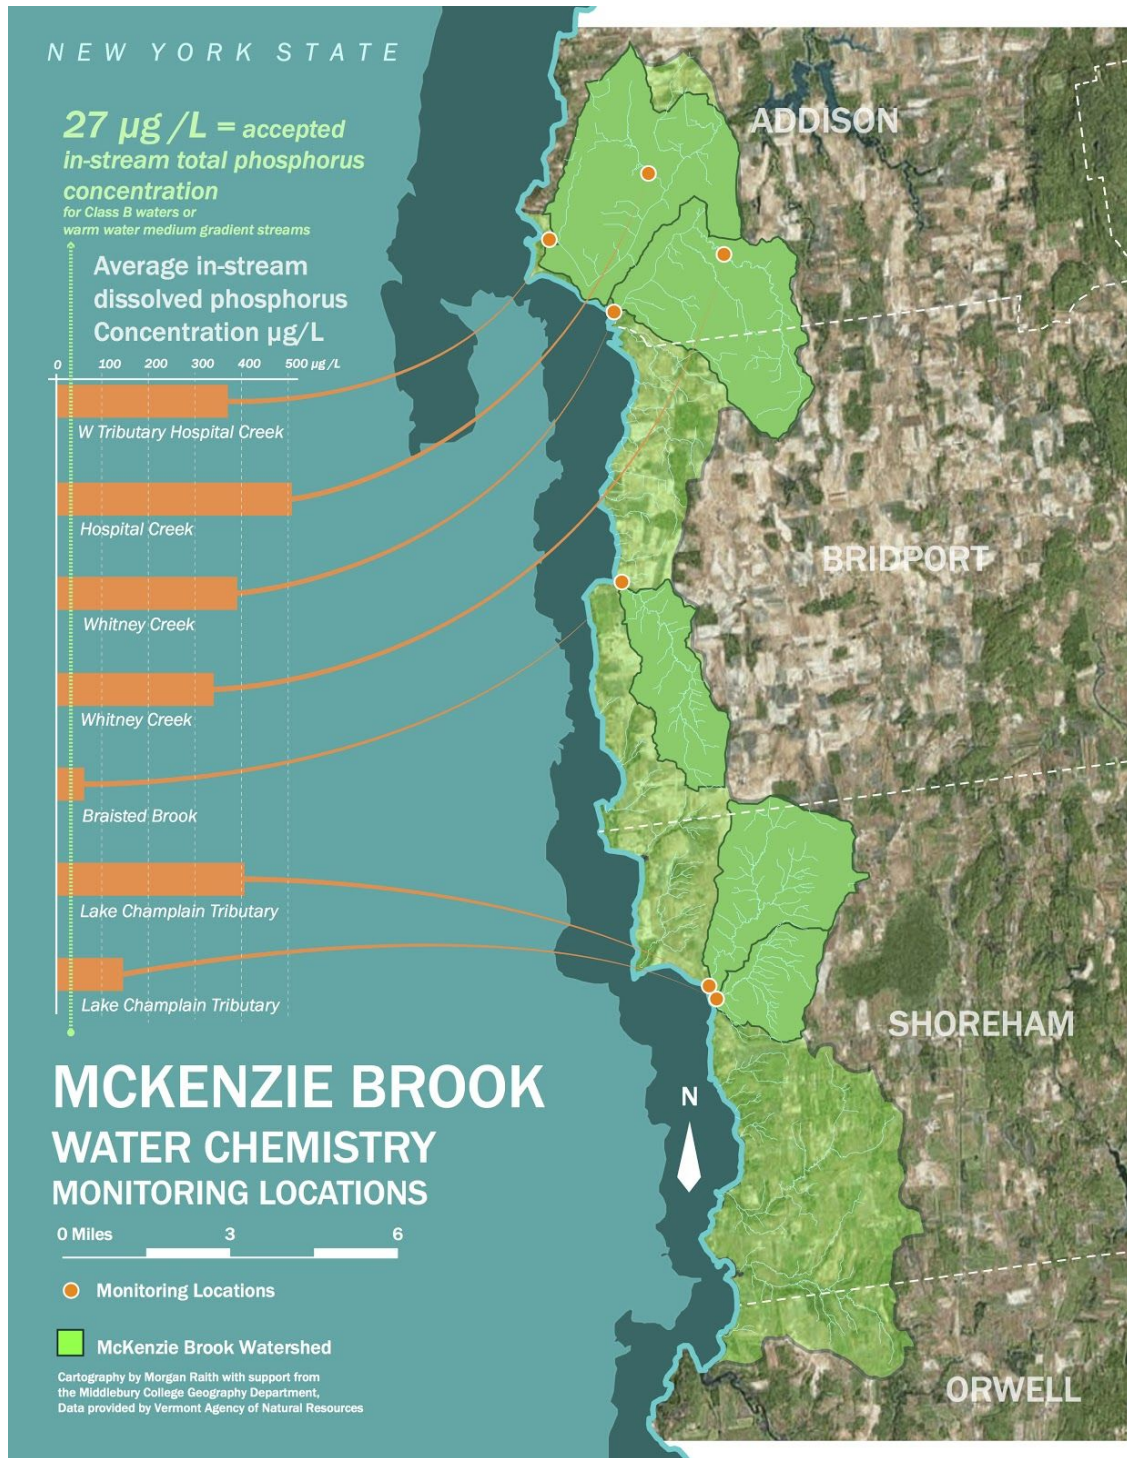 NEW YORK STATE
27 µg /L = accepted
in-stream total phosphorus
concentration
for Class B waters or
warm water medium gradient streams
Average in-stream
dissolved phosphorus
Concentration µg/L
0 100 200 300 400 500 µg /L
W Tributary Hospital Creek
Hospital Creek
Whitney Creek
Whitney Creek
Braisted Brook
Lake Champlain Tributary
Lake Champlain Tributary
ADDISON
BRIDPORT
SHOREHAM
ORWELL
N
MCKENZIE BROOK
WATER CHEMISTRY
MONITORING LOCATIONS
0 Miles 3 6
Monitoring Locations
McKenzie Brook Watershed
Cartography by Morgan Raith with support from
the Middlebury College Geography Department,
Data provided by Vermont Agency of Natural Resources